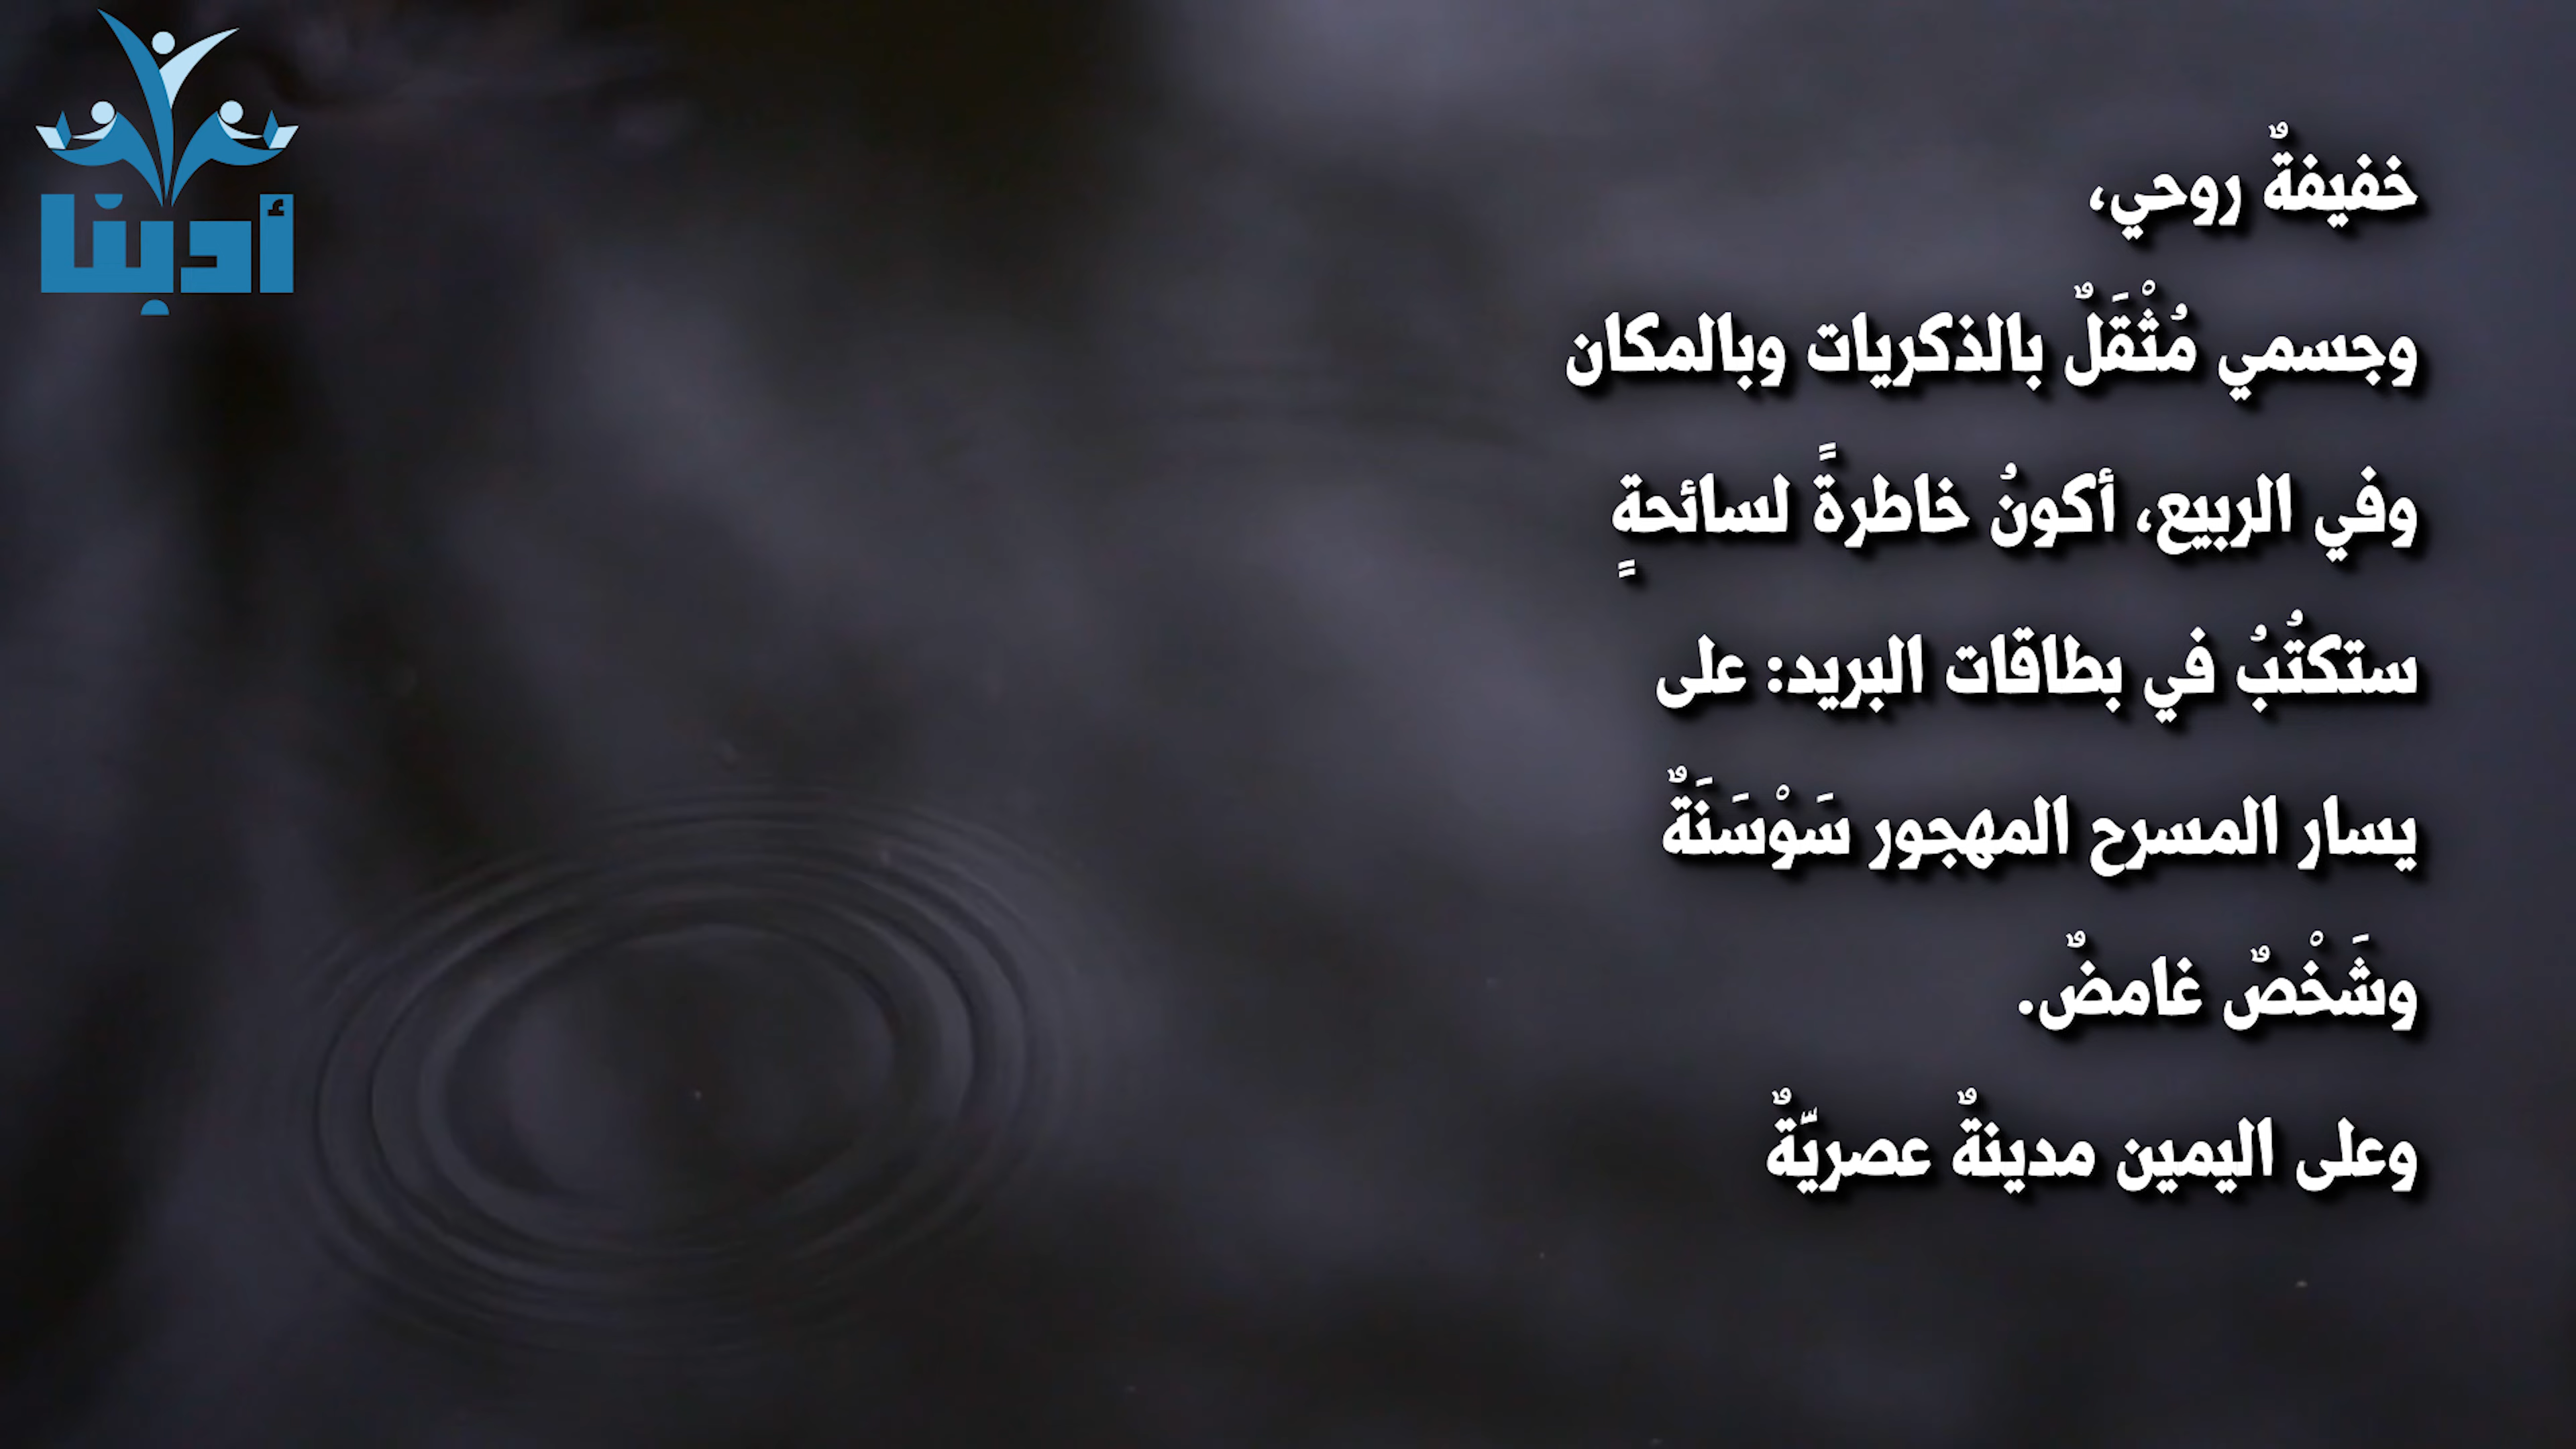 أدبنا
خفيفةٌ روحي،
وجسمي مُثْقَلٌ بالذكريات وبالمكان
وفي الربيع، أكونُ خاطرةً لسائحةٍ
ستكتُبُ في بطاقات البريد: على
يسار المسرح المهجور سَوْسَنَةٌ
وشَخْصٌ غامضٌ.
وعلى اليمين مدينةٌ عصريّةٌ